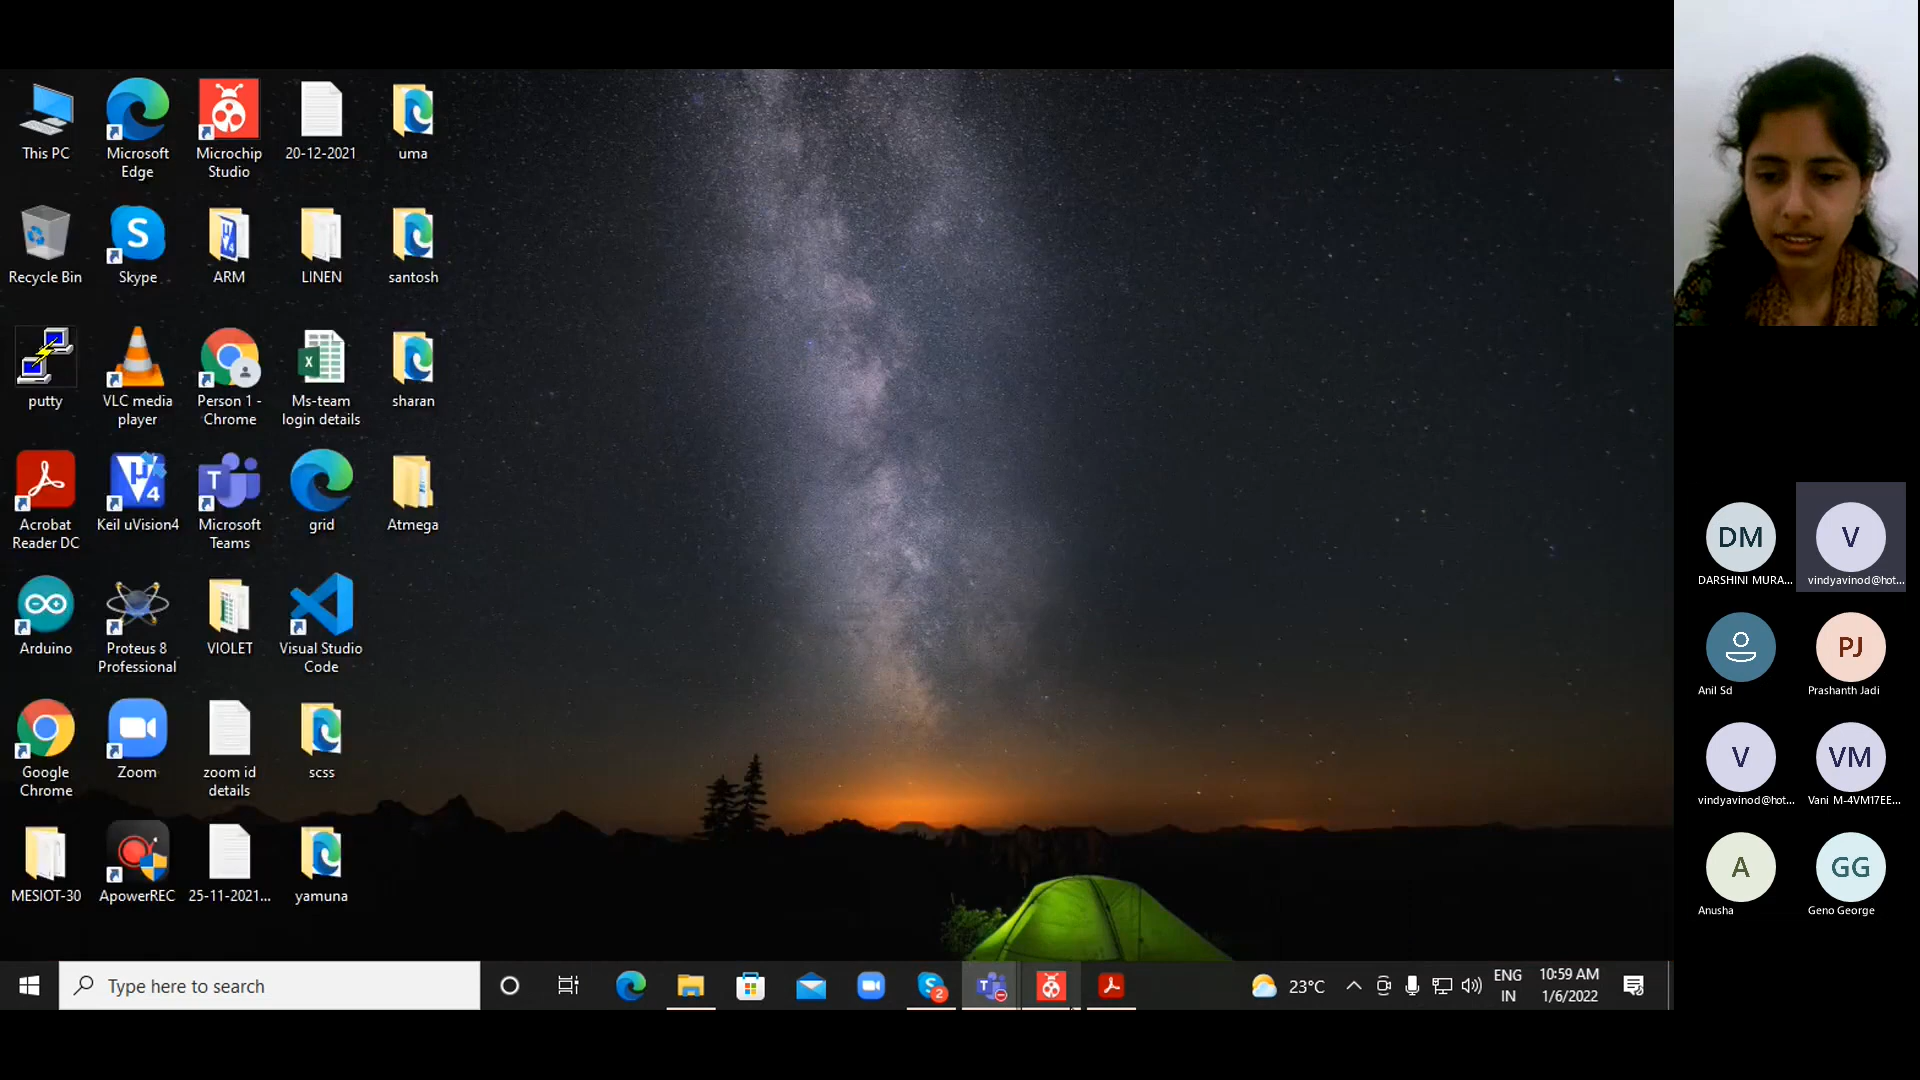 This PC
Microsoft
Edge
Microchip
Studio
20-12-2021
uma
Recycle Bin
S
Skype
µ
V
4
ARM
LINEN
santosh
putty
VLC media
player
Person 1 -
Chrome
X
Ms-team
login details
sharan
Acrobat
Reader DC
µ
V
4
Keil uVision4
T
Microsoft
Teams
grid
Atmega
Arduino
Proteus 8
Professional
VIOLET
Visual Studio
Code
Google
Chrome
Zoom
zoom id
details
scss
MESIOT-30
ApowerREC
25-11-2021...
yamuna
Type here to search
S
2
T
23°C
ENG
IN
10:59 AM
1/6/2022
DM
DARSHINI MURA...
V
vindyavinod@hot...
Anil Sd
PJ
Prashanth Jadi
V
vindyavinod@hot...
VM
Vani M-4VM17EE...
A
Anusha
GG
Geno George